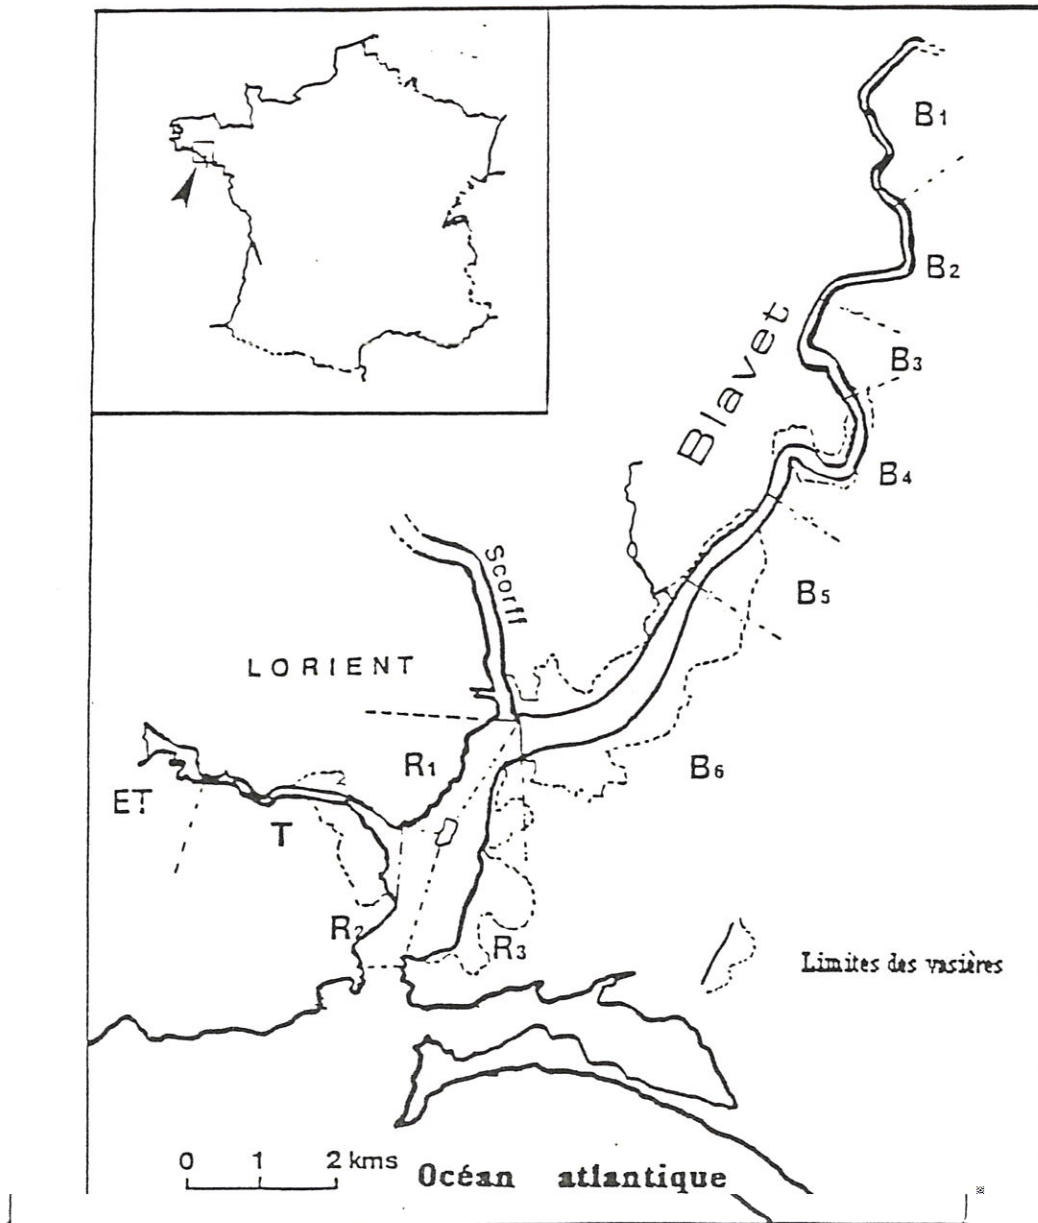 B1
B2
Blavet
B3
B4
Scorff
B5
LORIENT
R1
B6
ET
T
R2
R3
Limites des vasières
0 1 2 kms
Océan atlantique